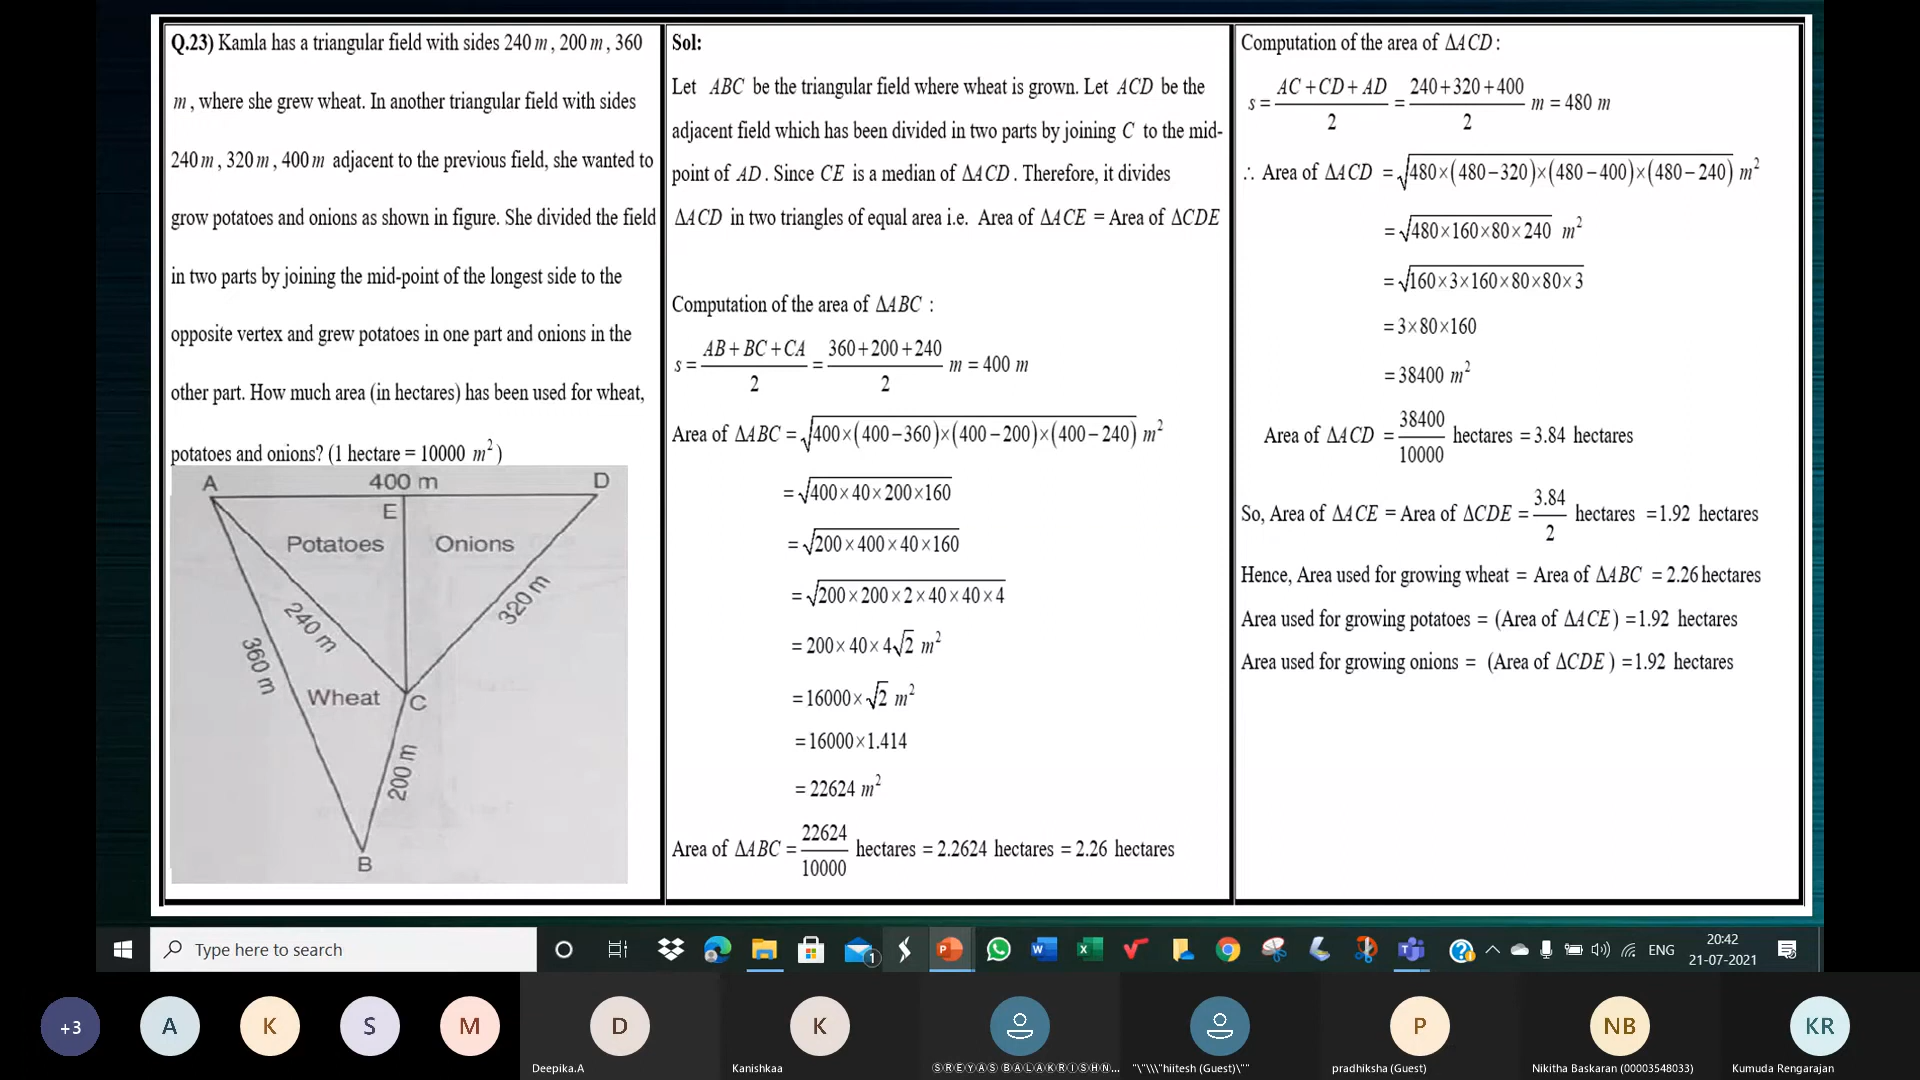 Q.23) Kamla has a triangular field with sides 240 m , 200 m , 360
m , where she grew wheat. In another triangular field with sides
240 m , 320 m , 400 m adjacent to the previous field, she wanted to
grow potatoes and onions as shown in figure. She divided the field
in two parts by joining the mid-point of the longest side to the
opposite vertex and grew potatoes in one part and onions in the
other part. How much area (in hectares) has been used for wheat,
potatoes and onions? (1 hectare = 10000 m²)
A
400 m
D
E
Potatoes
Onions
240 m
320 m
360 m
Wheat
C
200 m
B
Sol:
Let ABC be the triangular field where wheat is grown. Let ACD be the
adjacent field which has been divided in two parts by joining C to the mid-
point of AD . Since CE is a median of ΔACD . Therefore, it divides
ΔACD in two triangles of equal area i.e. Area of ΔACE = Area of ΔCDE
Computation of the area of ΔABC :
s = (AB + BC + CA)/2 = (360+200+240)/2 m = 400 m
Area of ΔABC = √400×(400−360)×(400−200)×(400−240) m²
= √400×40×200×160
= √200×400×40×160
= √200×200×2×40×40×4
= 200×40×4√2 m²
= 16000×√2 m²
= 16000×1.414
= 22624 m²
Area of ΔABC = 22624/10000 hectares = 2.2624 hectares = 2.26 hectares
Computation of the area of ΔACD :
s = (AC + CD + AD)/2 = (240+320+400)/2 m = 480 m
∴ Area of ΔACD = √480×(480−320)×(480−400)×(480−240) m²
= √480×160×80×240 m²
= √160×3×160×80×80×3
= 3×80×160
= 38400 m²
Area of ΔACD = 38400/10000 hectares = 3.84 hectares
So, Area of ΔACE = Area of ΔCDE = 3.84/2 hectares = 1.92 hectares
Hence, Area used for growing wheat = Area of ΔABC = 2.26 hectares
Area used for growing potatoes = (Area of ΔACE ) = 1.92 hectares
Area used for growing onions = (Area of ΔCDE ) = 1.92 hectares
Type here to search
1
ENG
20:42
21-07-2021
+3
A
K
S
M
D
K
P
NB
KR
Deepika.A
Kanishkaa
ⓈⓇⒺⓎⒶⓈ ⒷⒶⓁⒶⓀⓇⒾⓈⒽⓃ...
"\"\\\"hiitesh (Guest)\""
pradhiksha (Guest)
Nikitha Baskaran (00003548033)
Kumuda Rengarajan